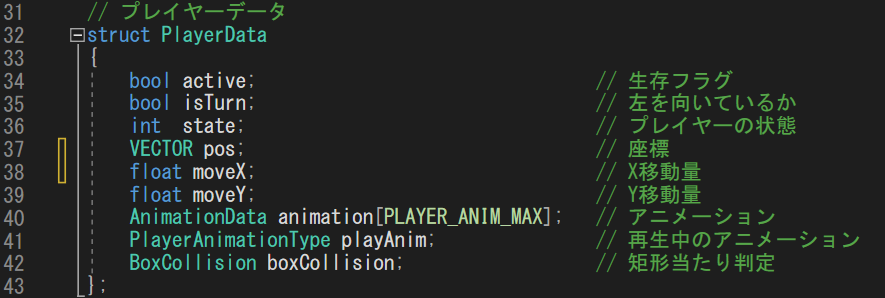 31 // プレイヤーデータ
32 struct PlayerData
33 {
34 bool active; // 生存フラグ
35 bool isTurn; // 左を向いているか
36 int state; // プレイヤーの状態
37 VECTOR pos; // 座標
38 float moveX; // X移動量
39 float moveY; // Y移動量
40 AnimationData animation[PLAYER_ANIM_MAX]; // アニメーション
41 PlayerAnimationType playAnim; // 再生中のアニメーション
42 BoxCollision boxCollision; // 矩形当たり判定
43 };